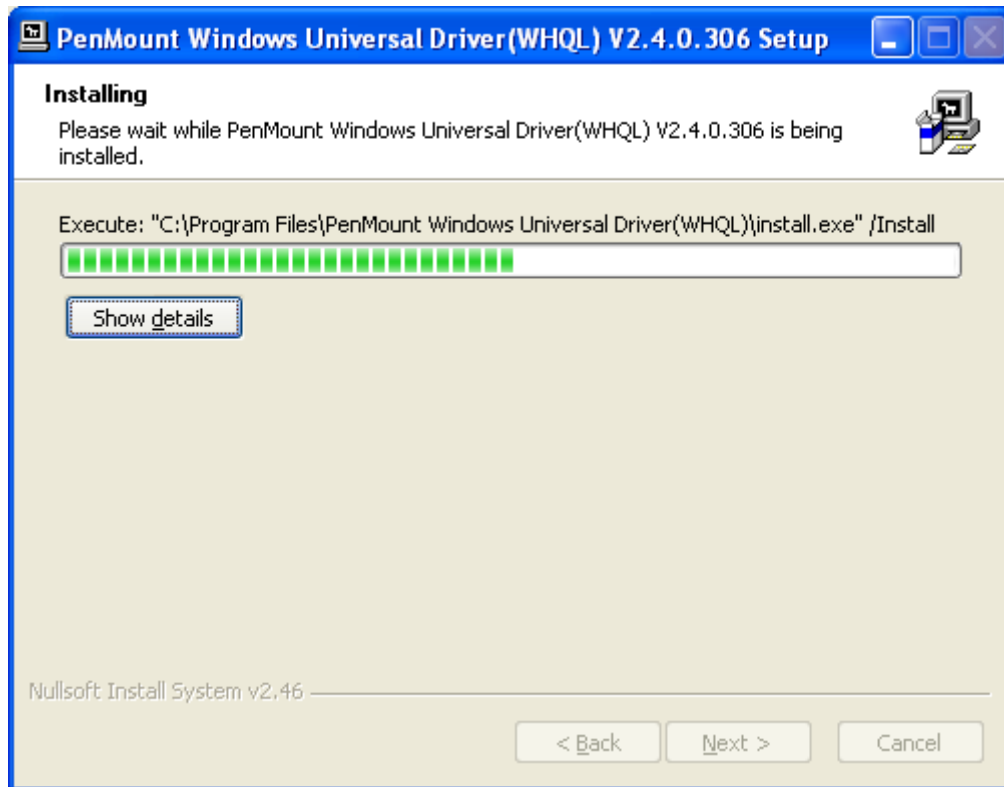 PenMount Windows Universal Driver(WHQL) V2.4.0.306 Setup
Installing
Please wait while PenMount Windows Universal Driver(WHQL) V2.4.0.306 is being
installed.
Execute: "C:\Program Files\PenMount Windows Universal Driver(WHQL)\install.exe" /Install
Show details
Nullsoft Install System v2.46
< Back Next > Cancel